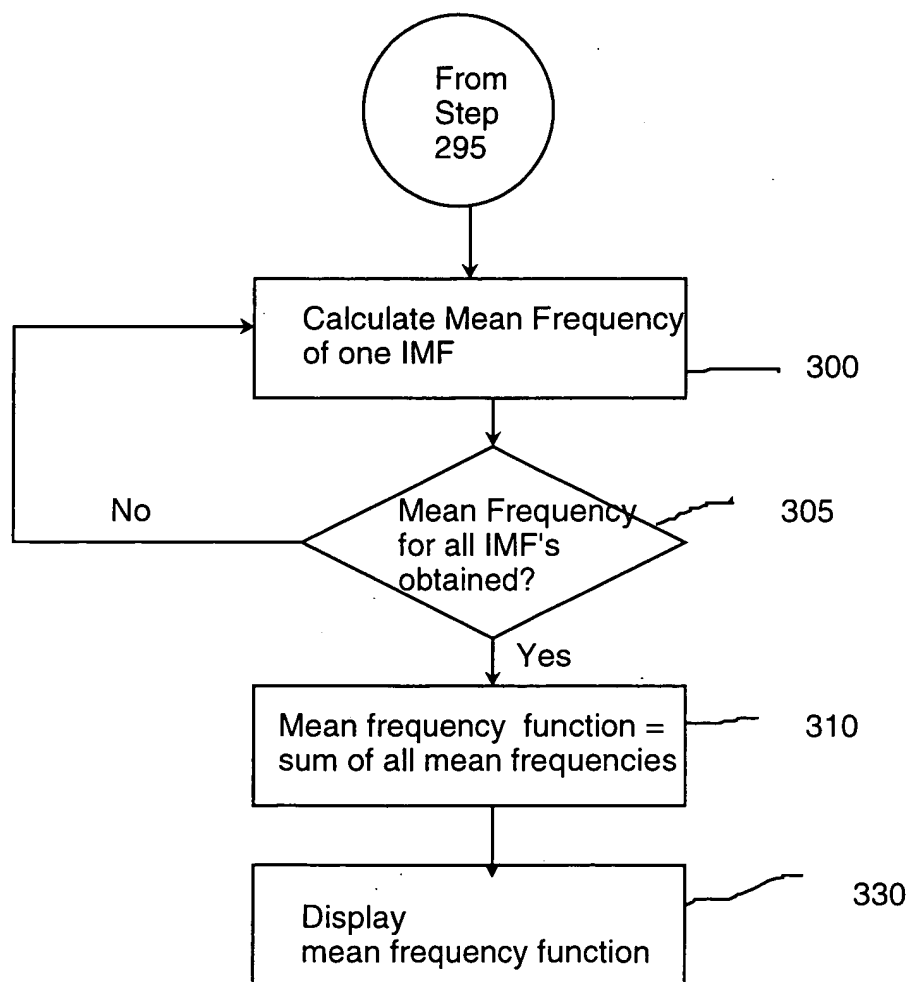 From
Step
295
Calculate Mean Frequency
of one IMF
300
No
Mean Frequency
for all IMF's
obtained?
305
Yes
Mean frequency function =
sum of all mean frequencies
310
Display
mean frequency function
330